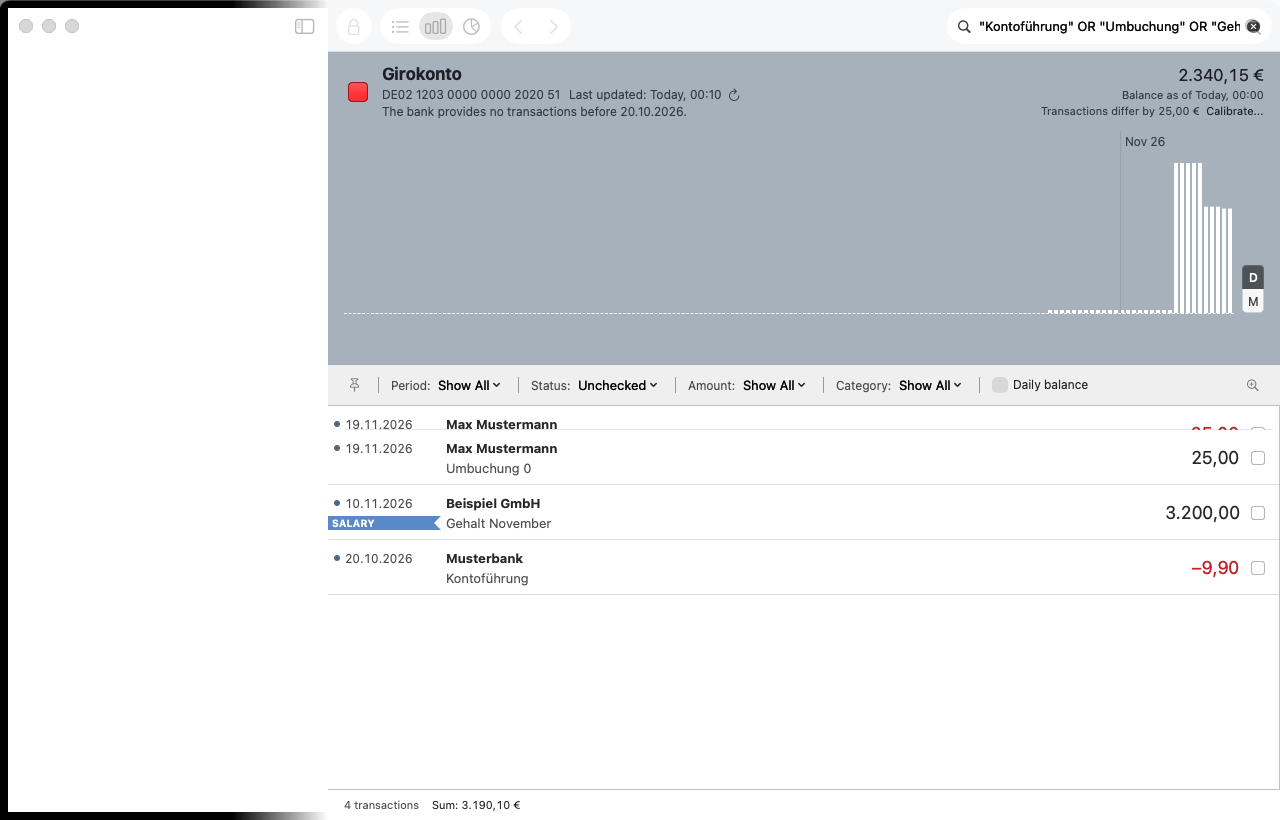 "Kontoführung" OR "Umbuchung" OR "Geh
Girokonto
2.340,15 €
DE02 1203 0000 0000 2020 51 Last updated: Today, 00:10
Balance as of Today, 00:00
The bank provides no transactions before 20.10.2026.
Transactions differ by 25,00 € Calibrate...
Nov 26
D
M
Period: Show All Status: Unchecked Amount: Show All Category: Show All Daily balance
19.11.2026 Max Mustermann
19.11.2026 Max Mustermann
Umbuchung 0
25,00
10.11.2026 Beispiel GmbH
SALARY Gehalt November
3.200,00
20.10.2026 Musterbank
Kontoführung
–9,90
4 transactions Sum: 3.190,10 €